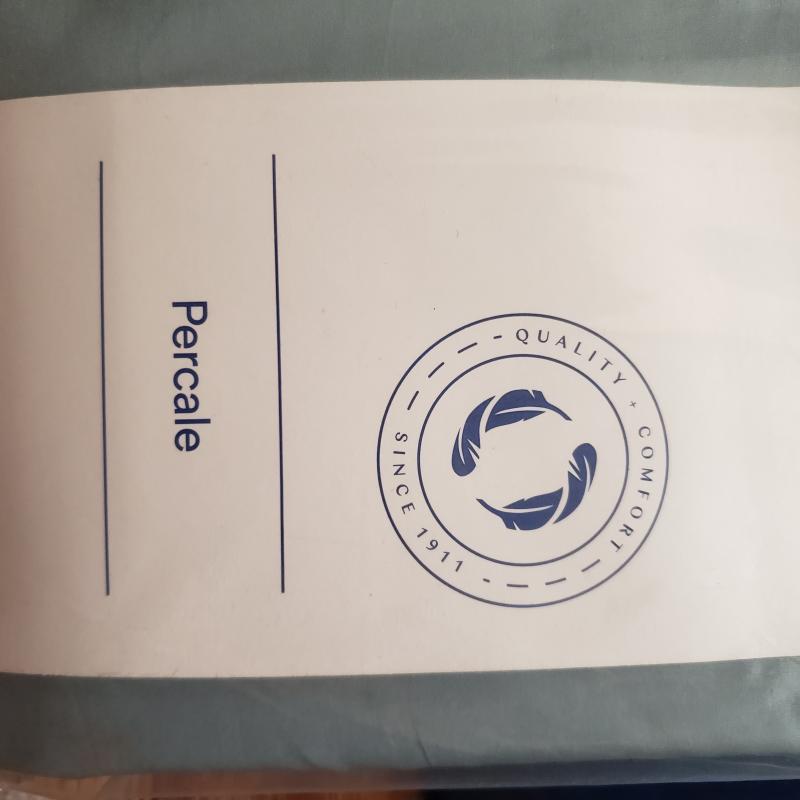 QUALITY + COMFORT
SINCE 1911
Percale